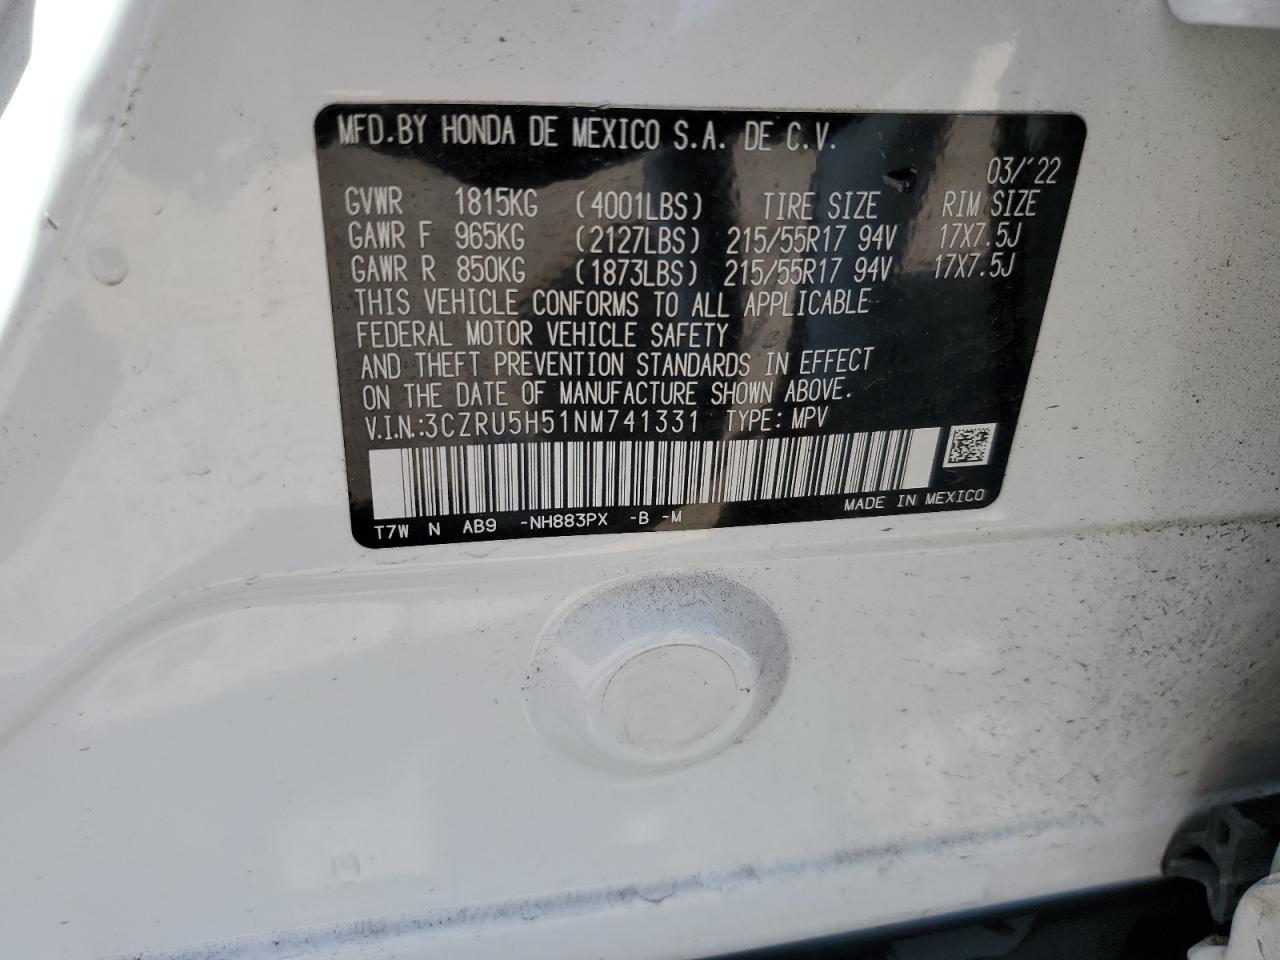 MFD.BY HONDA DE MEXICO S.A. DE C.V.
03/'22
GVWR 1815KG (4001LBS) TIRE SIZE RIM SIZE
GAWR F 965KG (2127LBS) 215/55R17 94V 17X7.5J
GAWR R 850KG (1873LBS) 215/55R17 94V 17X7.5J
THIS VEHICLE CONFORMS TO ALL APPLICABLE
FEDERAL MOTOR VEHICLE SAFETY
AND THEFT PREVENTION STANDARDS IN EFFECT
ON THE DATE OF MANUFACTURE SHOWN ABOVE.
V.I.N.:3CZRU5H51NM741331 TYPE: MPV
T7W N AB9 -NH883PX -B -M MADE IN MEXICO